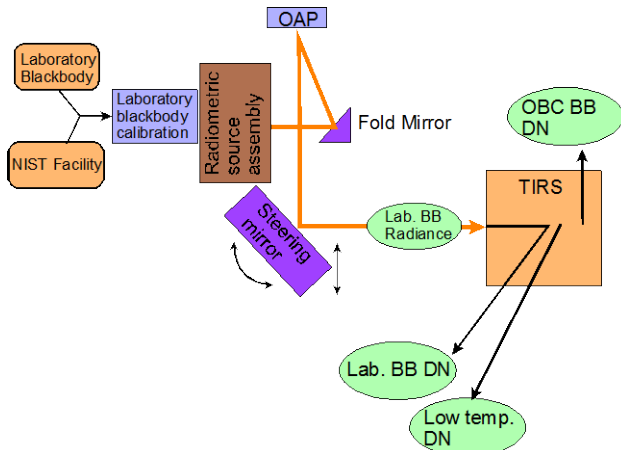 OAP
Laboratory
Blackbody
Laboratory
blackbody
calibration
NIST Facility
Radiometric
source
assembly
Fold Mirror
OBC BB
DN
TIRS
Steering
mirror
Lab. BB
Radiance
Lab. BB DN
Low temp.
DN